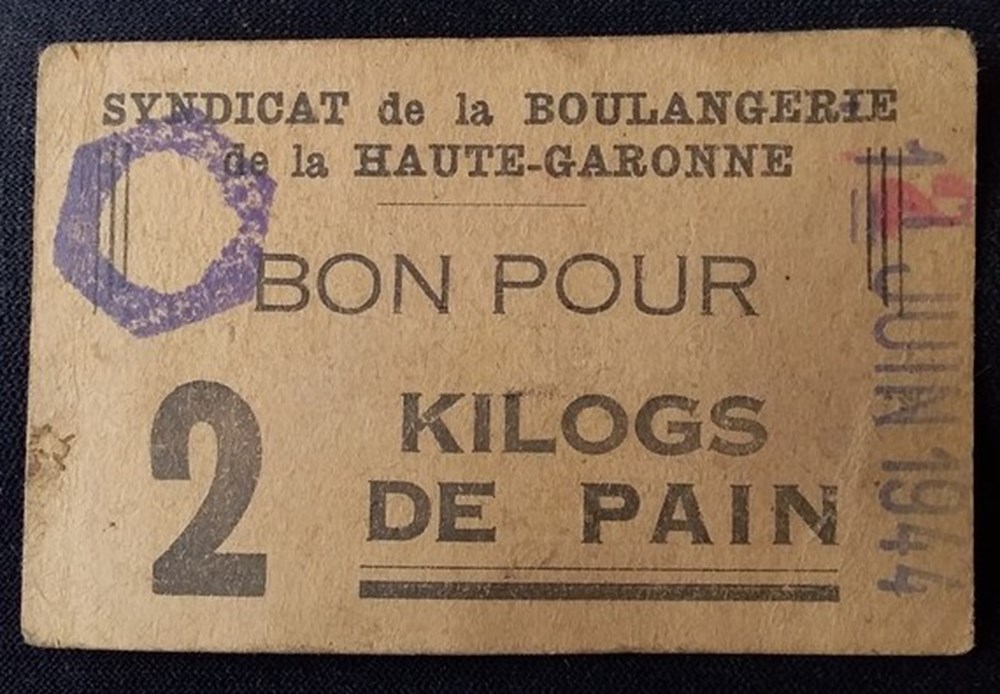 SYNDICAT de la BOULANGERIE
de la HAUTE-GARONNE
BON POUR
2 KILOGS
DE PAIN
JUIN 1944